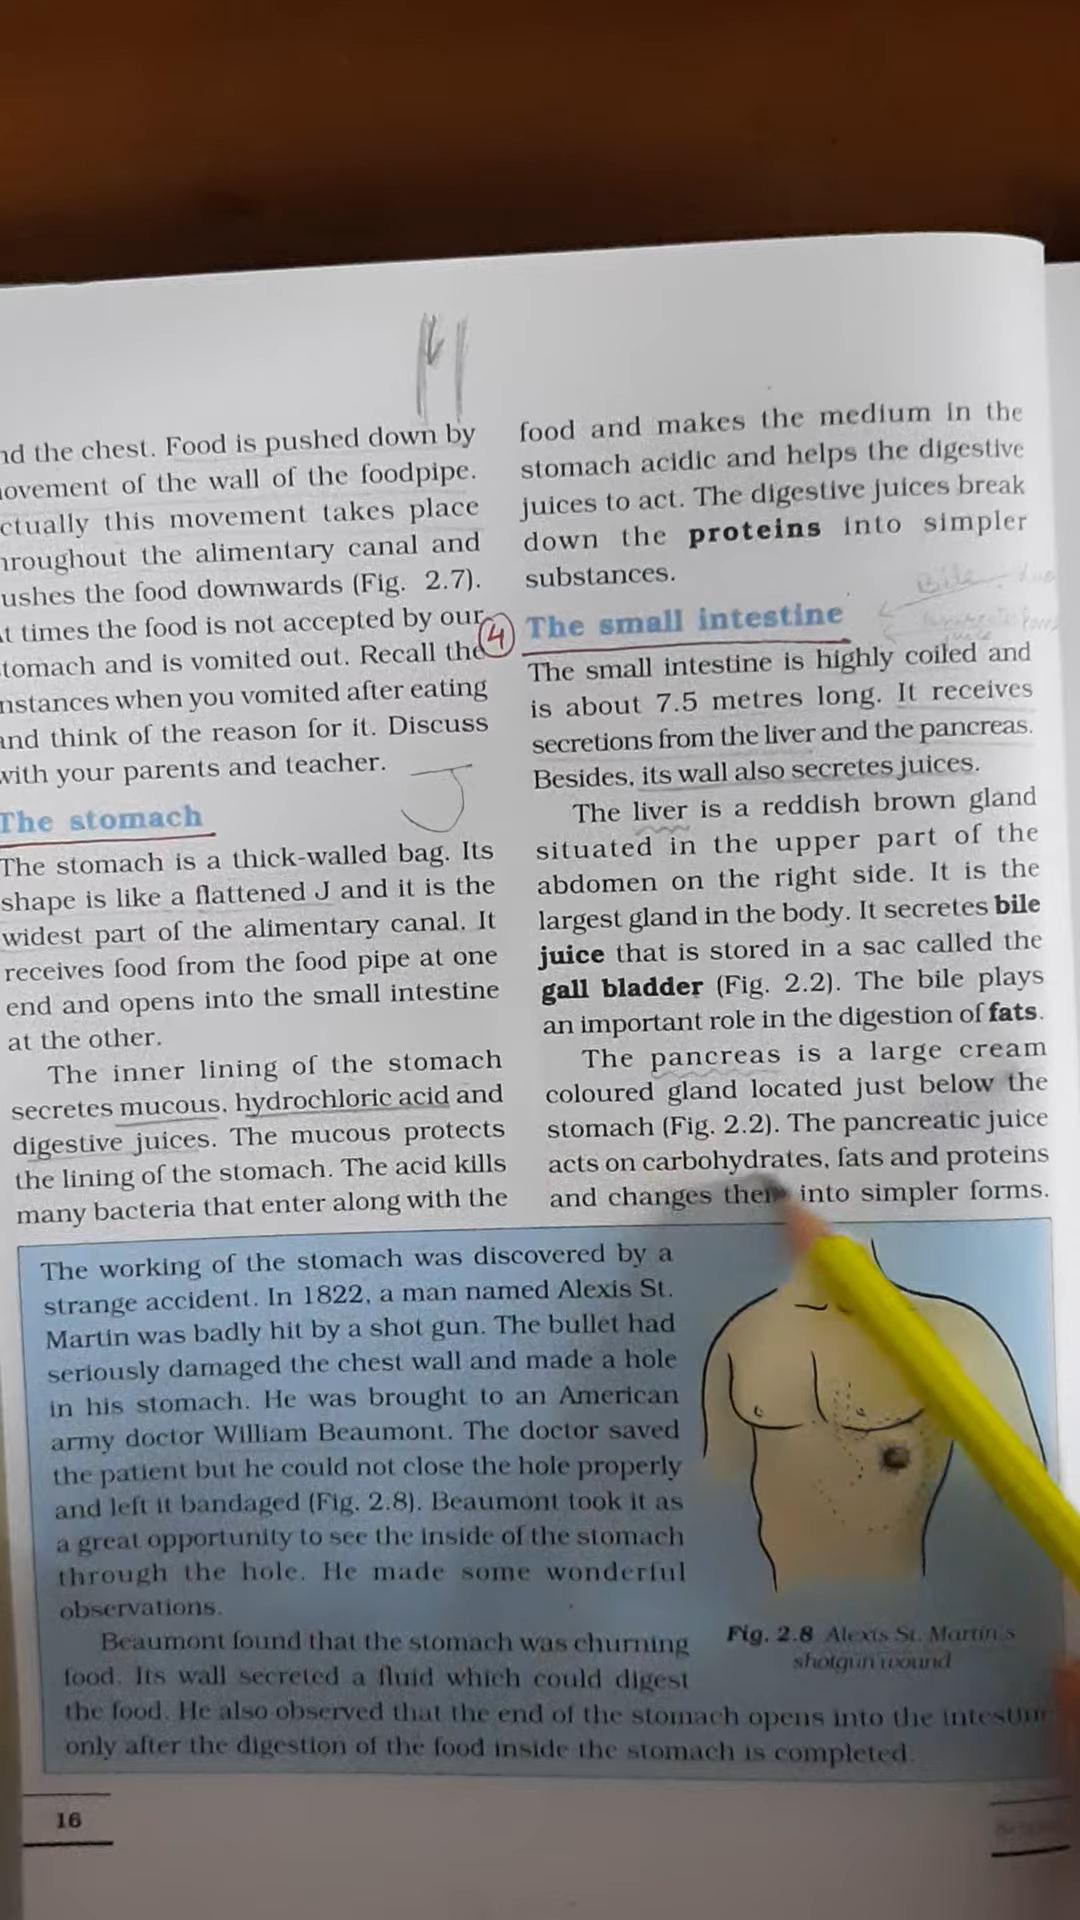 nd the chest. Food is pushed down by
ovement of the wall of the foodpipe.
ctually this movement takes place
hroughout the alimentary canal and
ushes the food downwards (Fig. 2.7).
t times the food is not accepted by our
tomach and is vomited out. Recall the
nstances when you vomited after eating
and think of the reason for it. Discuss
with your parents and teacher.
J
The stomach
The stomach is a thick-walled bag. Its
shape is like a flattened J and it is the
widest part of the alimentary canal. It
receives food from the food pipe at one
end and opens into the small intestine
at the other.
The inner lining of the stomach
secretes mucous, hydrochloric acid and
digestive juices. The mucous protects
the lining of the stomach. The acid kills
many bacteria that enter along with the
food and makes the medium in the
stomach acidic and helps the digestive
juices to act. The digestive juices break
down the proteins into simpler
substances.
Bile
juice
4 The small intestine
The small intestine is highly coiled and
is about 7.5 metres long. It receives
secretions from the liver and the pancreas.
Besides, its wall also secretes juices.
The liver is a reddish brown gland
situated in the upper part of the
abdomen on the right side. It is the
largest gland in the body. It secretes bile
juice that is stored in a sac called the
gall bladder (Fig. 2.2). The bile plays
an important role in the digestion of fats.
The pancreas is a large cream
coloured gland located just below the
stomach (Fig. 2.2). The pancreatic juice
acts on carbohydrates, fats and proteins
and changes them into simpler forms.
The working of the stomach was discovered by a
strange accident. In 1822, a man named Alexis St.
Martin was badly hit by a shot gun. The bullet had
seriously damaged the chest wall and made a hole
in his stomach. He was brought to an American
army doctor William Beaumont. The doctor saved
the patient but he could not close the hole properly
and left it bandaged (Fig. 2.8). Beaumont took it as
a great opportunity to see the inside of the stomach
through the hole. He made some wonderful
observations.
Beaumont found that the stomach was churning
food. Its wall secreted a fluid which could digest
the food. He also observed that the end of the stomach opens into the intestine
only after the digestion of the food inside the stomach is completed.
Fig. 2.8 Alexis St. Martin's
shotgun wound
16